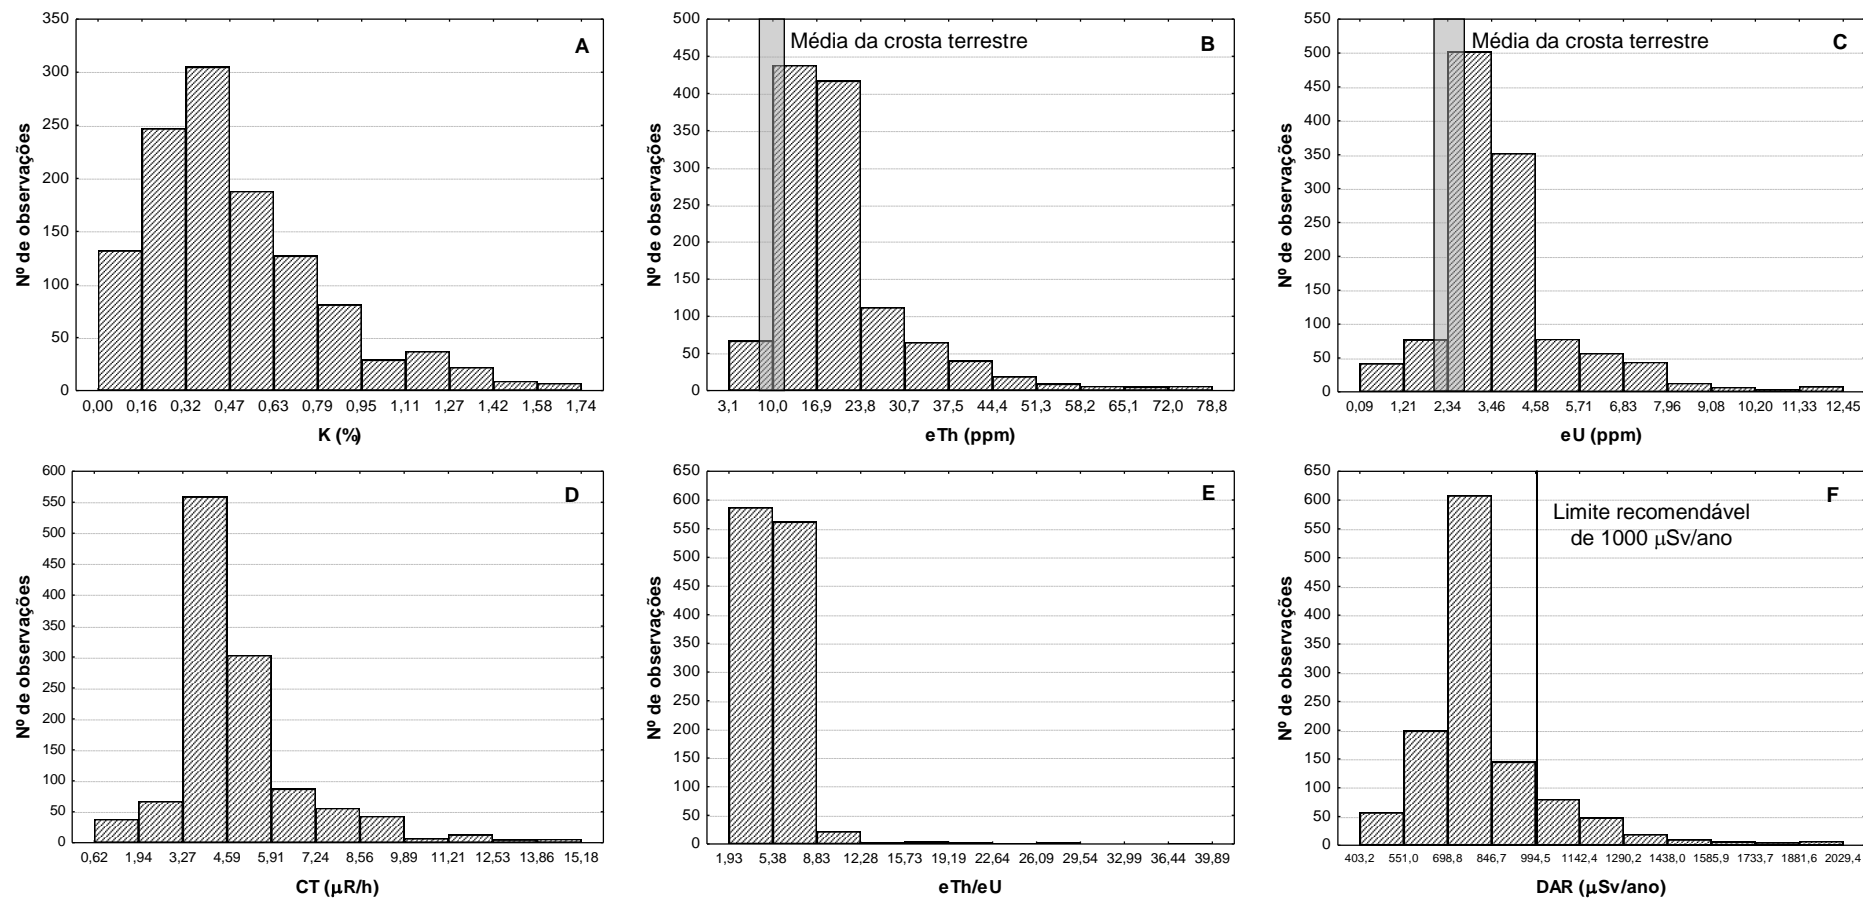 A
Nº de observações
350
300
250
200
150
100
50
0
0,00 0,16 0,32 0,47 0,63 0,79 0,95 1,11 1,27 1,42 1,58 1,74
K (%)
B
Média da crosta terrestre
Nº de observações
500
450
400
350
300
250
200
150
100
50
0
3,1 10,0 16,9 23,8 30,7 37,5 44,4 51,3 58,2 65,1 72,0 78,8
eTh (ppm)
C
Média da crosta terrestre
Nº de observações
550
500
450
400
350
300
250
200
150
100
50
0
0,09 1,21 2,34 3,46 4,58 5,71 6,83 7,96 9,08 10,20 11,33 12,45
eU (ppm)
D
Nº de observações
600
550
500
450
400
350
300
250
200
150
100
50
0
0,62 1,94 3,27 4,59 5,91 7,24 8,56 9,89 11,21 12,53 13,86 15,18
CT (μR/h)
E
Nº de observações
650
600
550
500
450
400
350
300
250
200
150
100
50
0
1,93 5,38 8,83 12,28 15,73 19,19 22,64 26,09 29,54 32,99 36,44 39,89
eTh/eU
F
Limite recomendável
de 1000 μSv/ano
Nº de observações
650
600
550
500
450
400
350
300
250
200
150
100
50
0
403,2 551,0 698,8 846,7 994,5 1142,4 1290,2 1438,0 1585,9 1733,7 1881,6 2029,4
DAR (μSv/ano)